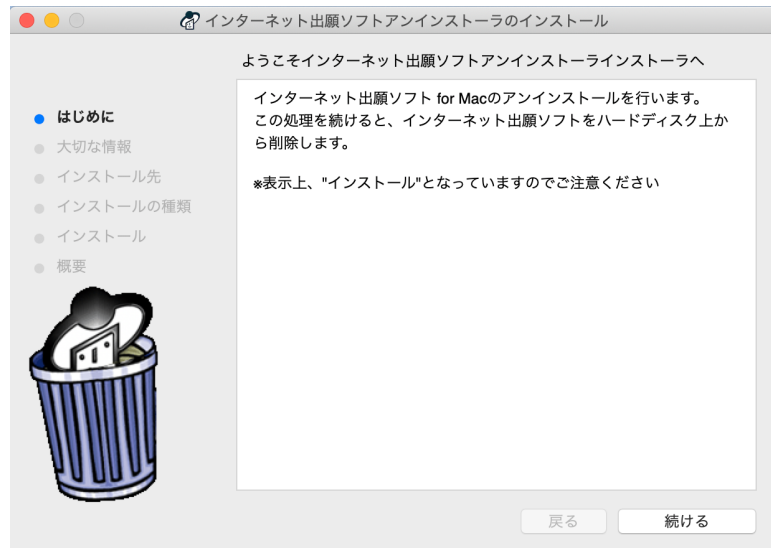 インターネット出願ソフトアンインストーラのインストール
ようこそインターネット出願ソフトアンインストーラインストーラへ
はじめに
大切な情報
インストール先
インストールの種類
インストール
概要
インターネット出願ソフト for Macのアンインストールを行います。
この処理を続けると、インターネット出願ソフトをハードディスク上か
ら削除します。
※表示上、"インストール"となっていますのでご注意ください
戻る
続ける